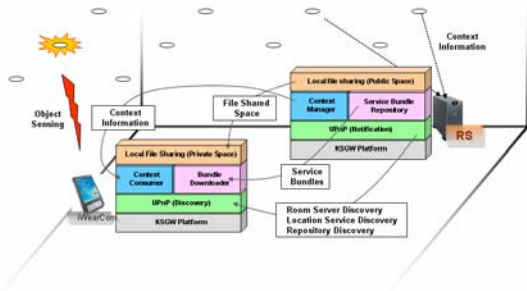 Context
Information
Local file sharing (Public Space)
Object
Sensing
Context
Information
File Shared
Space
Context
Manager
Service Bundle
Repository
UPnP (Notification)
RS
KSGW Platform
Local File Sharing (Private Space)
Context
Consumer
Bundle
Downloader
Service
Bundles
UPnP (Discovery)
KSGW Platform
Room Server Discovery
Location Service Discovery
Repository Discovery
iWearCom